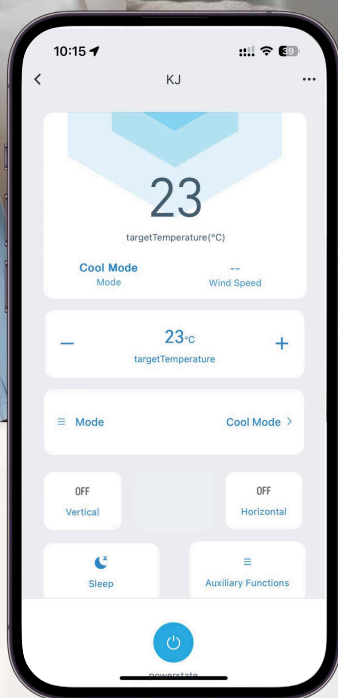 10:15 39
KJ
23
targetTemperature(°C)
Cool Mode --
Mode Wind Speed
— 23°C +
targetTemperature
Mode Cool Mode >
OFF OFF
Vertical Horizontal
Sleep Auxiliary Functions
powerstate